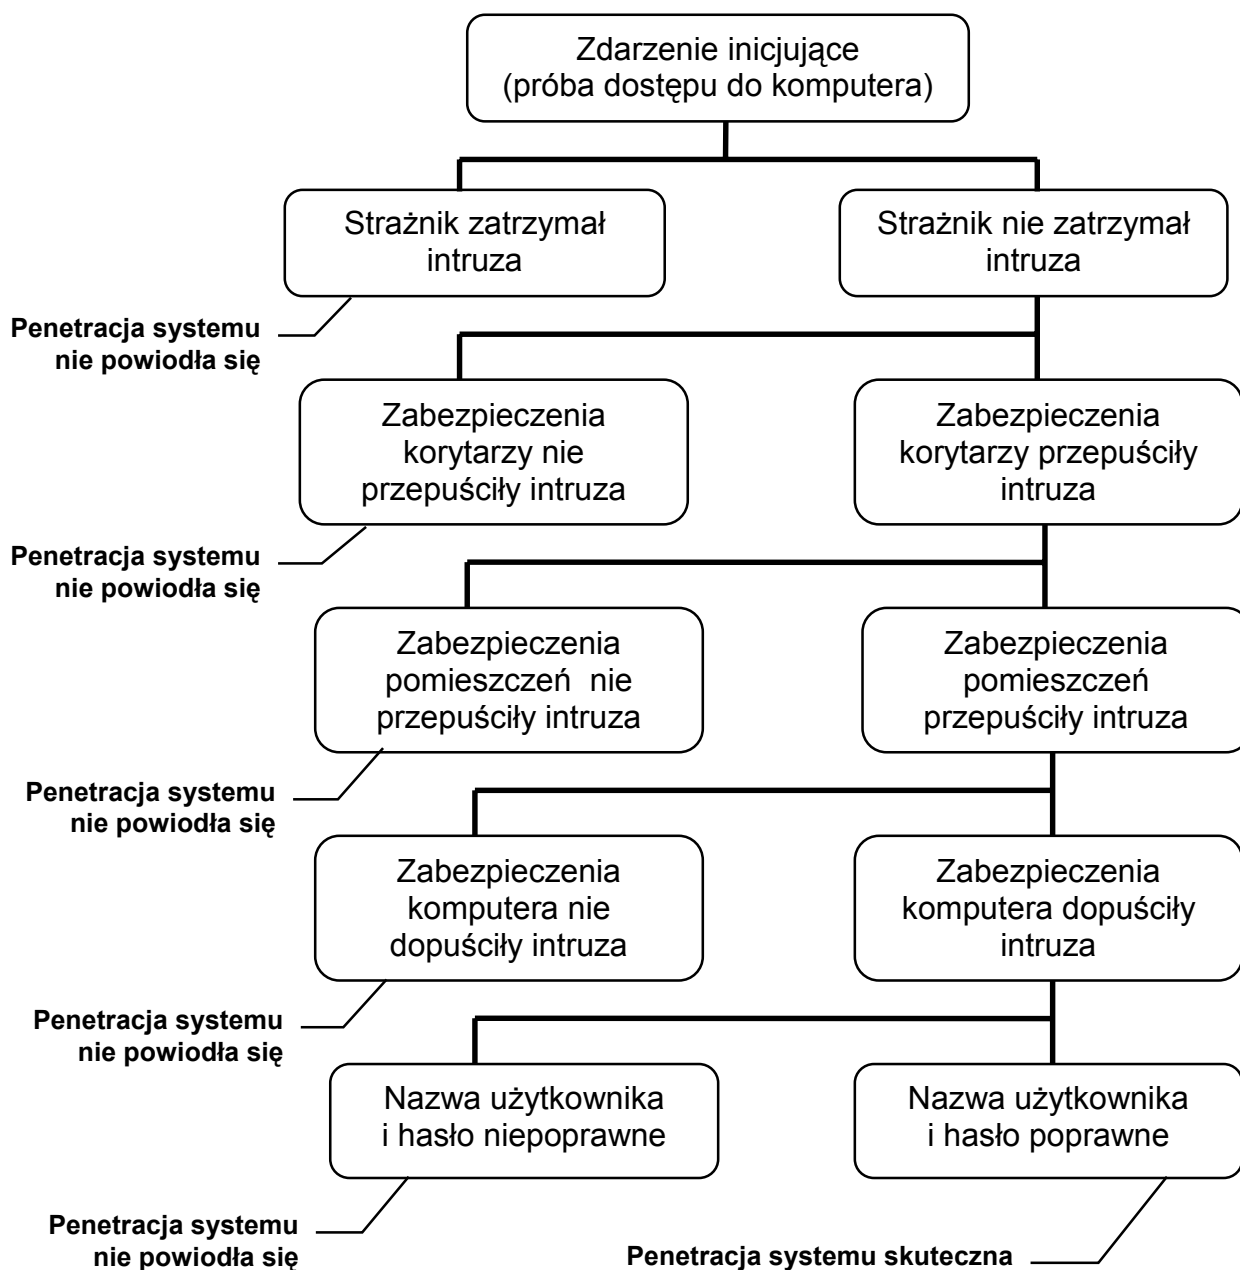 Zdarzenie inicjujące
(próba dostępu do komputera)
Strażnik zatrzymał
intruza
Strażnik nie zatrzymał
intruza
Penetracja systemu
nie powiodła się
Zabezpieczenia
korytarzy nie
przepuściły intruza
Zabezpieczenia
korytarzy przepuściły
intruza
Penetracja systemu
nie powiodła się
Zabezpieczenia
pomieszczeń nie
przepuściły intruza
Zabezpieczenia
pomieszczeń
przepuściły intruza
Penetracja systemu
nie powiodła się
Zabezpieczenia
komputera nie
dopuściły intruza
Zabezpieczenia
komputera dopuściły
intruza
Penetracja systemu
nie powiodła się
Nazwa użytkownika
i hasło niepoprawne
Nazwa użytkownika
i hasło poprawne
Penetracja systemu
nie powiodła się
Penetracja systemu skuteczna